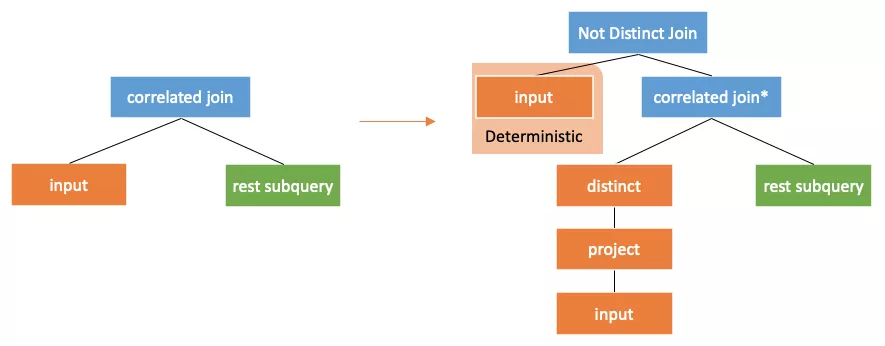 correlated join
input
rest subquery
Not Distinct Join
input
Deterministic
correlated join*
distinct
rest subquery
project
input